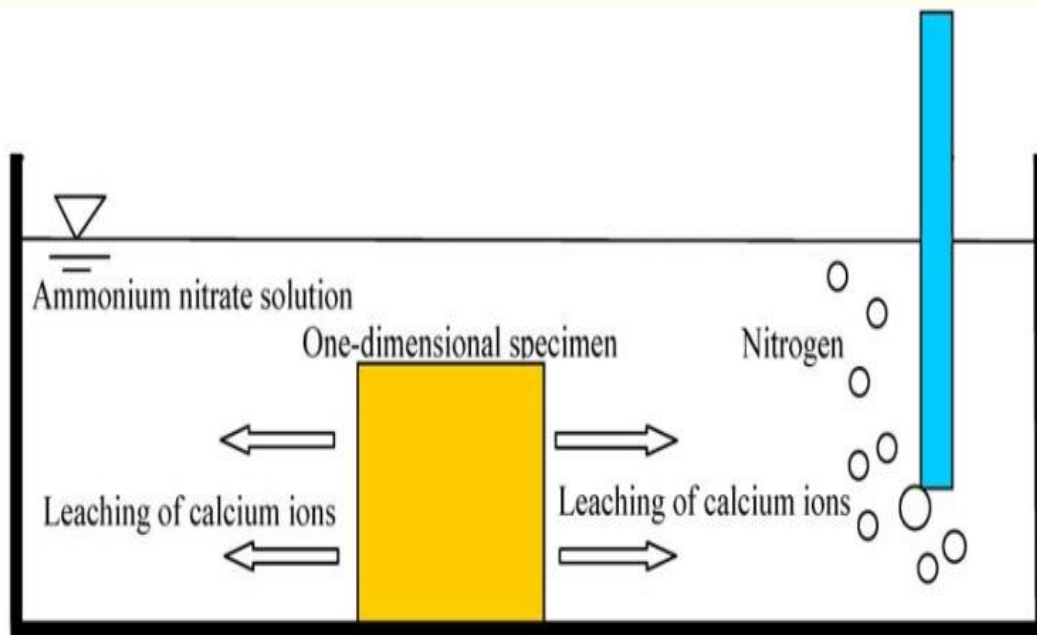 Ammonium nitrate solution
One-dimensional specimen
Nitrogen
Leaching of calcium ions
Leaching of calcium ions